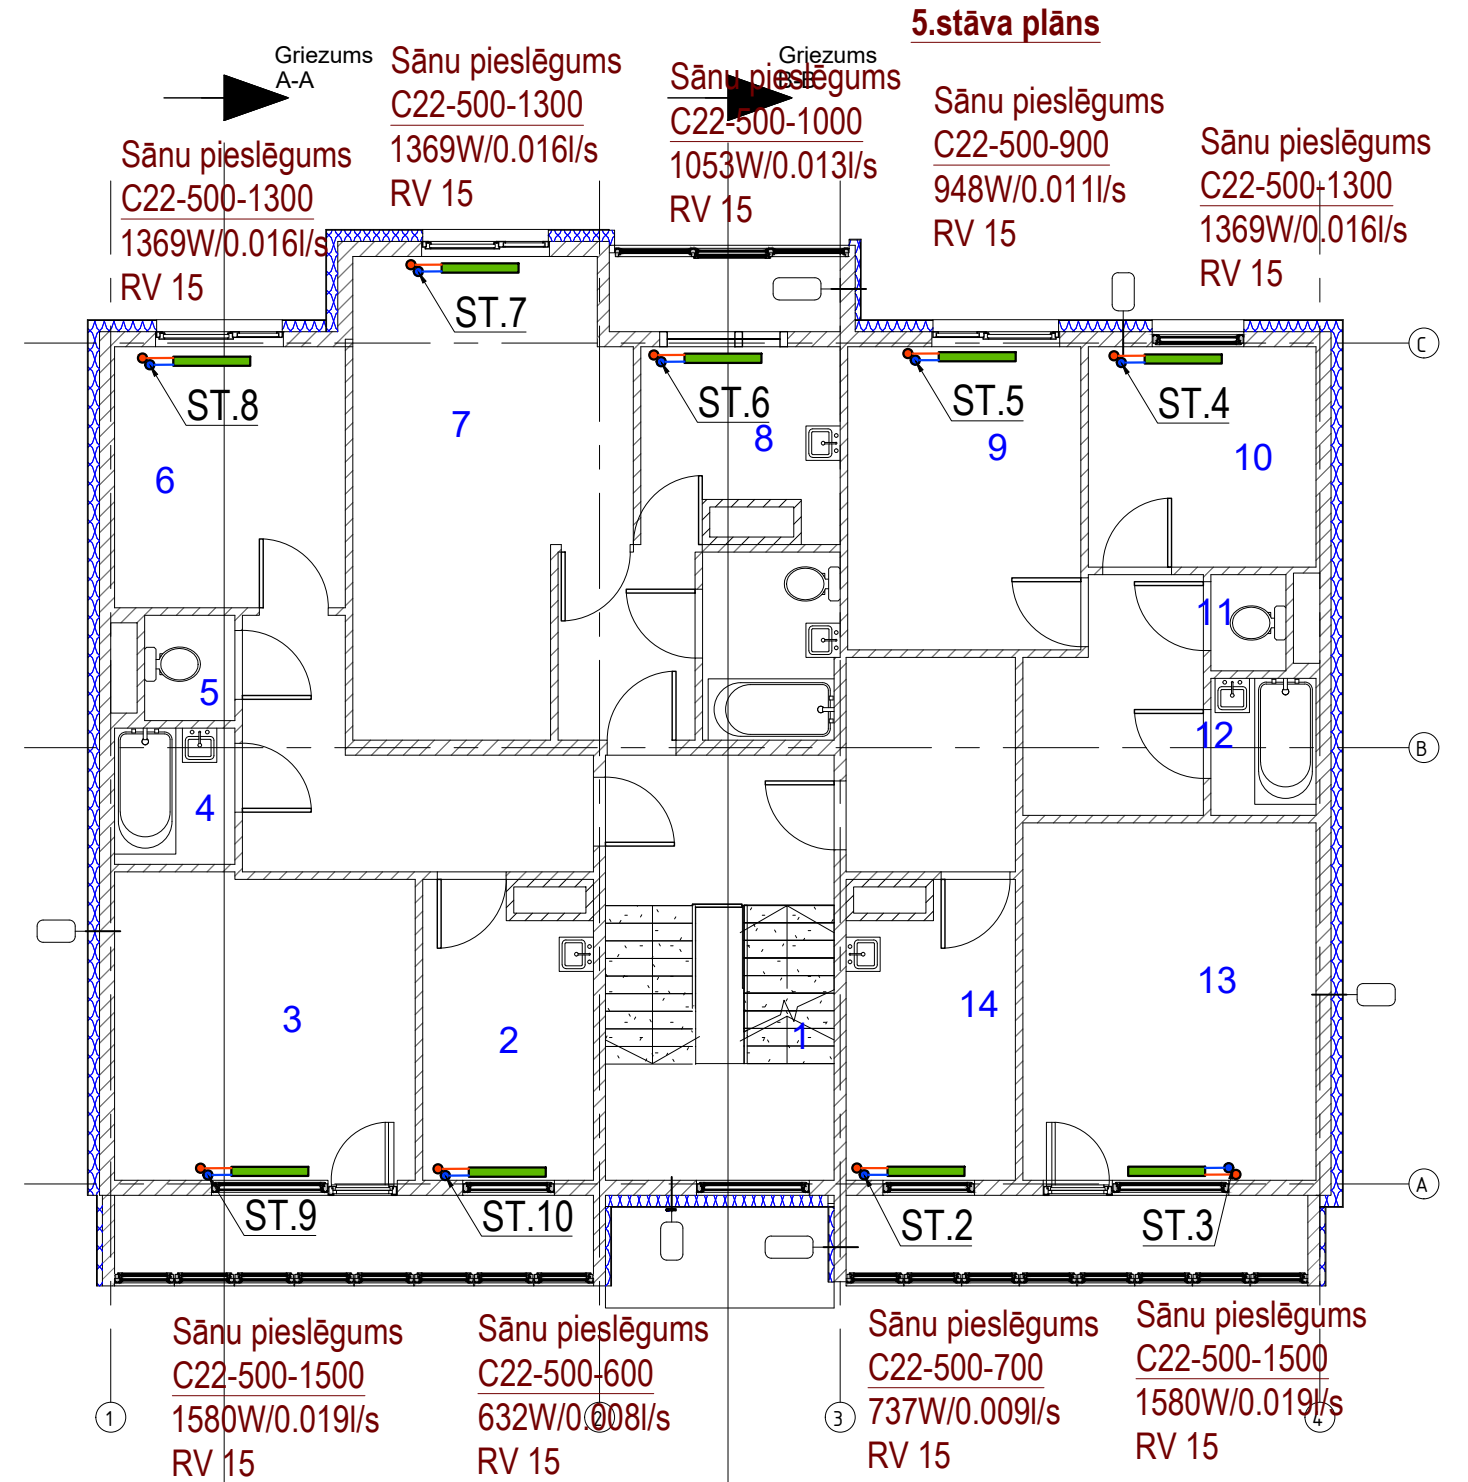 5.stāva plāns
Griezums
A-A
Griezums
B-B
Sānu pieslēgums
C22-500-1300
1369W/0.016l/s
RV 15
Sānu pieslēgums
C22-500-1300
1369W/0.016l/s
RV 15
Sānu pieslēgums
C22-500-1000
1053W/0.013l/s
RV 15
Sānu pieslēgums
C22-500-900
948W/0.011l/s
RV 15
Sānu pieslēgums
C22-500-1300
1369W/0.016l/s
RV 15
ST.7
C
ST.8
ST.6
ST.5
ST.4
6
7
8
9
10
11
5
12
B
4
3
2
1
14
13
A
ST.9
ST.10
ST.2
ST.3
Sānu pieslēgums
C22-500-1500
1580W/0.019l/s
RV 15
Sānu pieslēgums
C22-500-600
632W/0.008l/s
RV 15
Sānu pieslēgums
C22-500-700
737W/0.009l/s
RV 15
Sānu pieslēgums
C22-500-1500
1580W/0.019l/s
RV 15
1
2
3
4